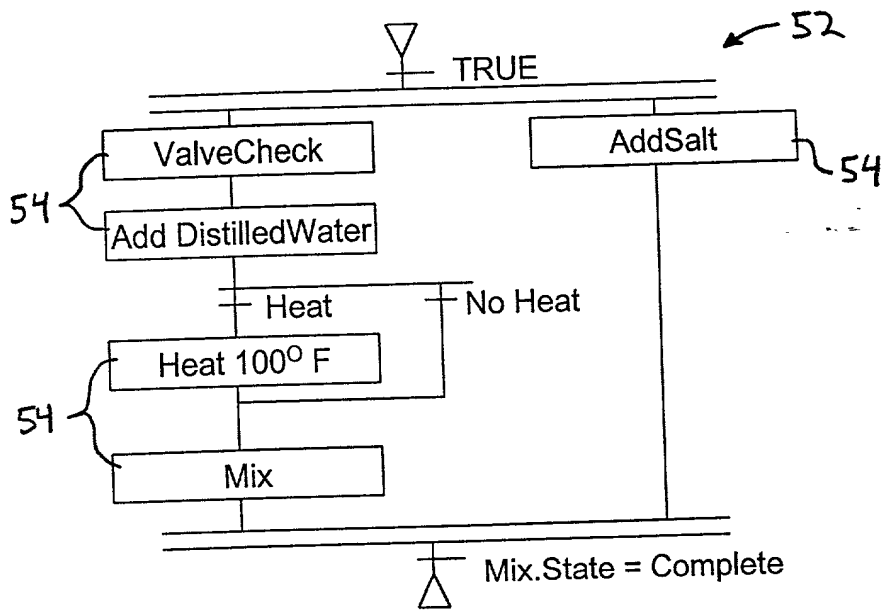 52
TRUE
ValveCheck
AddSalt
54
54
Add DistilledWater
Heat
No Heat
Heat 100° F
54
Mix
Mix.State = Complete